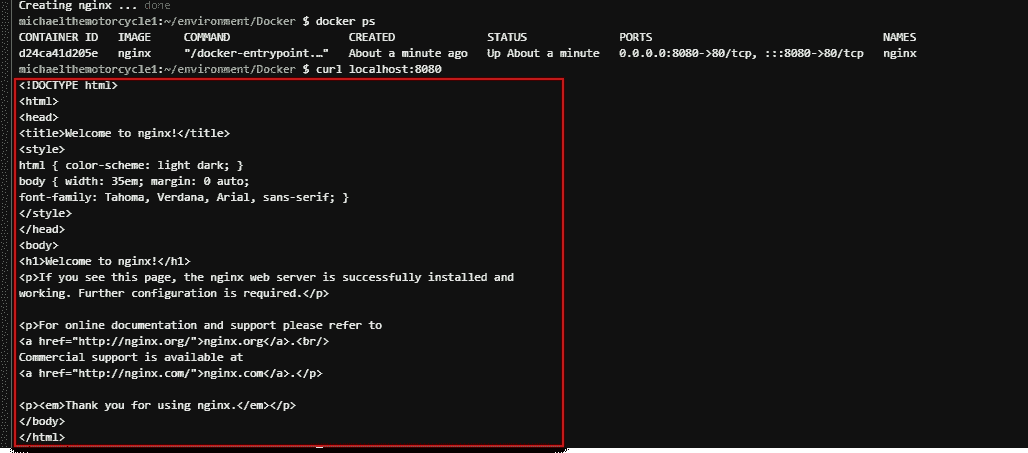 Creating nginx ... done
michaelthemotorcycle1:~/environment/Docker $ docker ps
CONTAINER ID   IMAGE   COMMAND   CREATED   STATUS   PORTS   NAMES
d24ca41d205e   nginx   "/docker-entrypoint.…"   About a minute ago   Up About a minute   0.0.0.0:8080->80/tcp, :::8080->80/tcp   nginx
michaelthemotorcycle1:~/environment/Docker $ curl localhost:8080
<!DOCTYPE html>
<html>
<head>
<title>Welcome to nginx!</title>
<style>
html { color-scheme: light dark; }
body { width: 35em; margin: 0 auto;
font-family: Tahoma, Verdana, Arial, sans-serif; }
</style>
</head>
<body>
<h1>Welcome to nginx!</h1>
<p>If you see this page, the nginx web server is successfully installed and
working. Further configuration is required.</p>
<p>For online documentation and support please refer to
<a href="http://nginx.org/">nginx.org</a>.<br/>
Commercial support is available at
<a href="http://nginx.com/">nginx.com</a>.</p>
<p><em>Thank you for using nginx.</em></p>
</body>
</html>